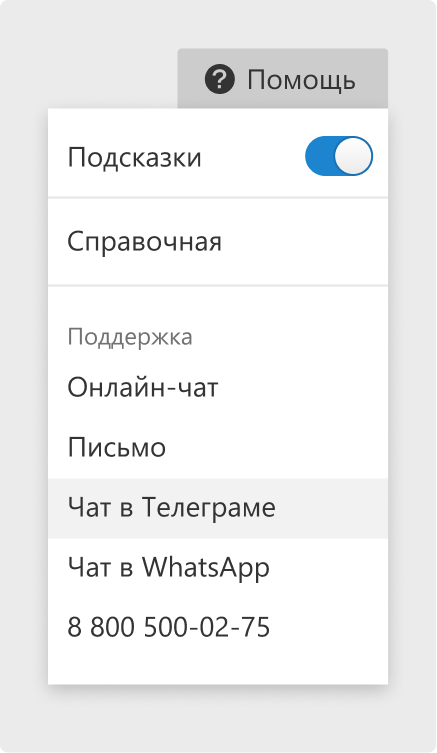 Помощь
Подсказки
Справочная
Поддержка
Онлайн-чат
Письмо
Чат в Телеграме
Чат в WhatsApp
8 800 500-02-75